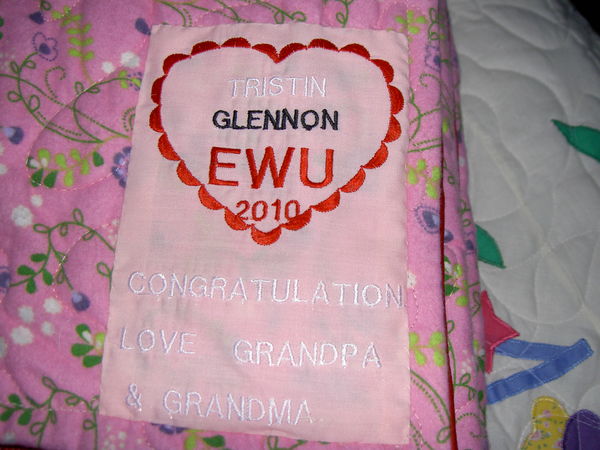 TRISTIN
GLENNON
EWU
2010
CONGRATULATION
LOVE GRANDPA
& GRANDMA